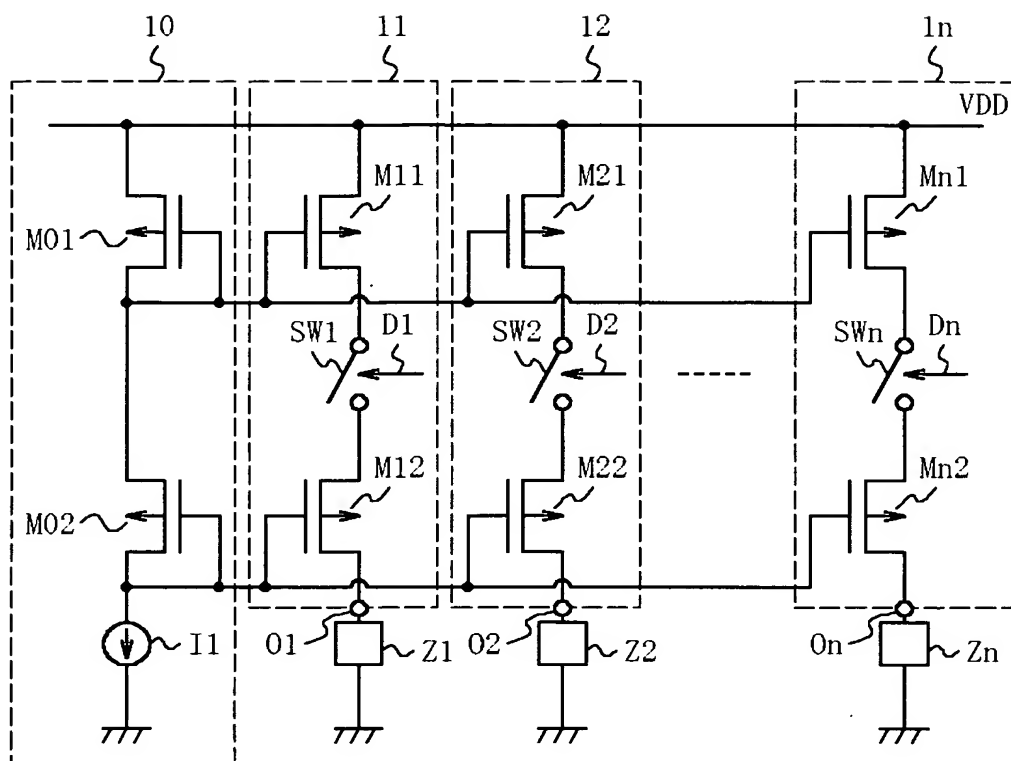 10 11 12 1n
VDD
M11 M21 Mn1
M01
SW1 D1 SW2 D2 SWn Dn
M12 M22 Mn2
M02
I1 O1 Z1 O2 Z2 On Zn